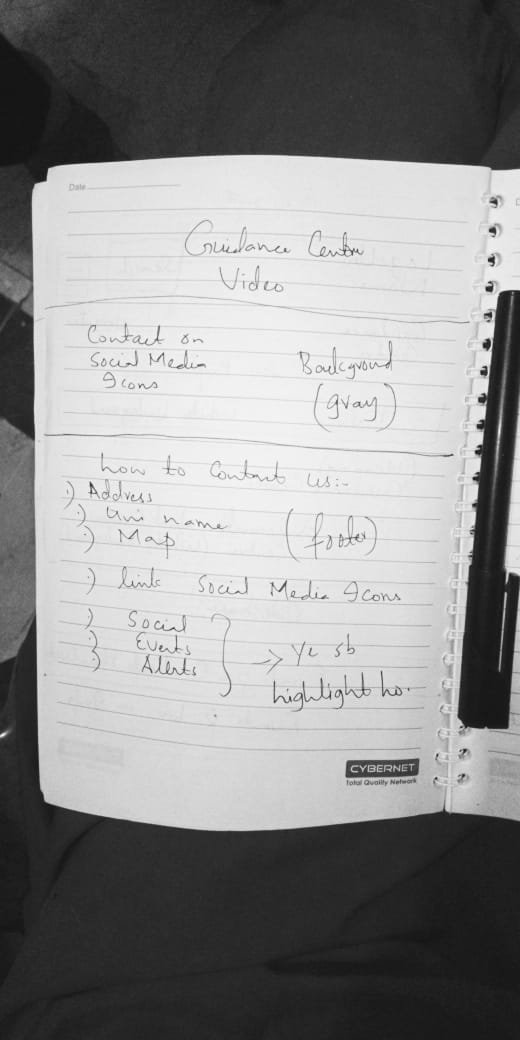 Date
Guidance Centre
Video
Contact on
Social Media
Icons
Background
(gray)
how to Contact us:-
:) Address
:) Uni name
:) Map
(footer)
:) link Social Media Icons
:) Social
:) Events
:) Alerts
→ Ye sb
highlight ho.
CYBERNET
Total Quality Network